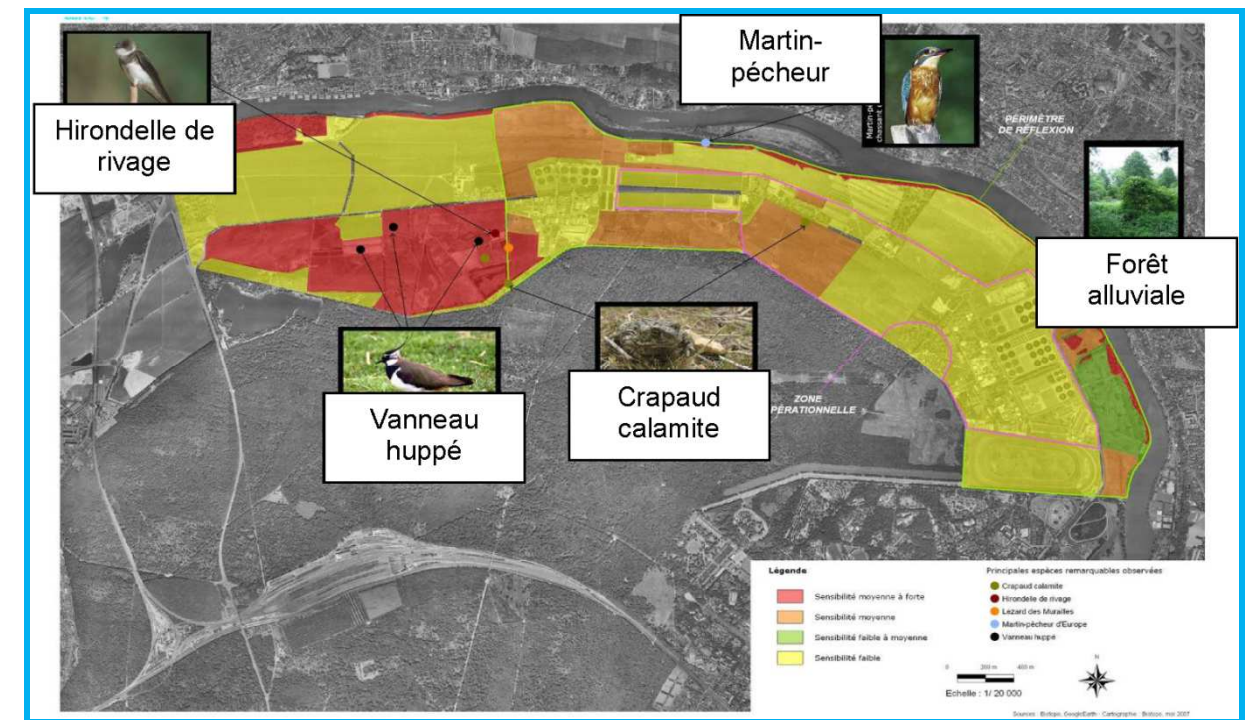 Martin-
pécheur
Hirondelle de
rivage
PÉRIMÈTRE
DE RÉFLEXION
Forêt
alluviale
Vanneau
huppé
Crapaud
calamite
ZONE
PÉRATIONNELLE
Légende
Sensibilité moyenne à forte
Sensibilité moyenne
Sensibilité faible à moyenne
Sensibilité faible
Principales espèces remarquables observées
Crapaud calamite
Hirondelle de rivage
Lezard des Murailles
Martin-pêcheur d'Europe
Vanneau huppé
N
0 200 m 400 m
Echelle : 1/ 20 000
Sources : Biotope, GoogleEarth - Cartographie : Biotope, mai 2007